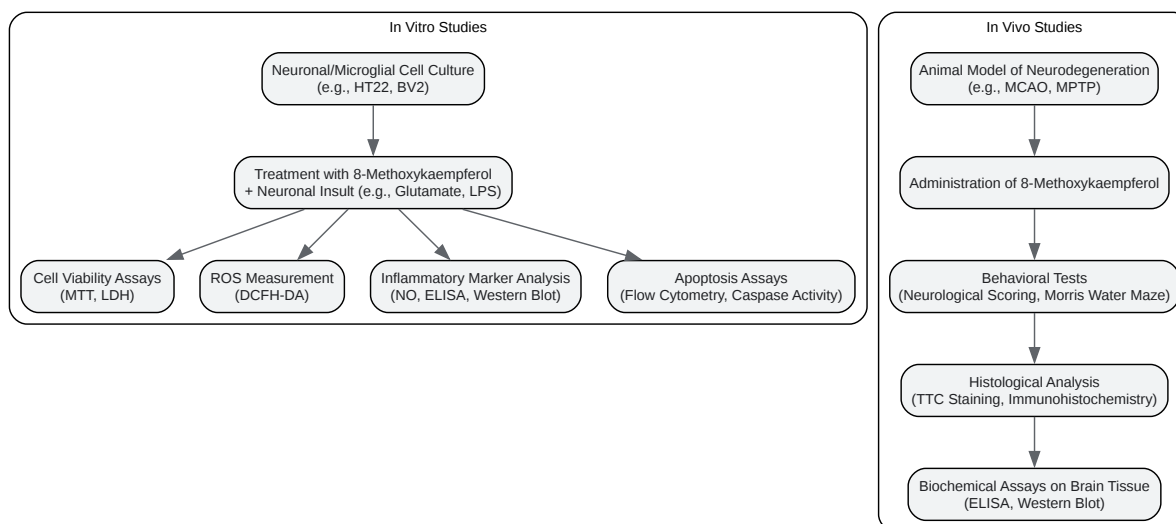 In Vitro Studies
Neuronal/Microglial Cell Culture
(e.g., HT22, BV2)
Treatment with 8-Methoxykaempferol
+ Neuronal Insult (e.g., Glutamate, LPS)
Cell Viability Assays
(MTT, LDH)
ROS Measurement
(DCFH-DA)
Inflammatory Marker Analysis
(NO, ELISA, Western Blot)
Apoptosis Assays
(Flow Cytometry, Caspase Activity)
In Vivo Studies
Animal Model of Neurodegeneration
(e.g., MCAO, MPTP)
Administration of 8-Methoxykaempferol
Behavioral Tests
(Neurological Scoring, Morris Water Maze)
Histological Analysis
(TTC Staining, Immunohistochemistry)
Biochemical Assays on Brain Tissue
(ELISA, Western Blot)